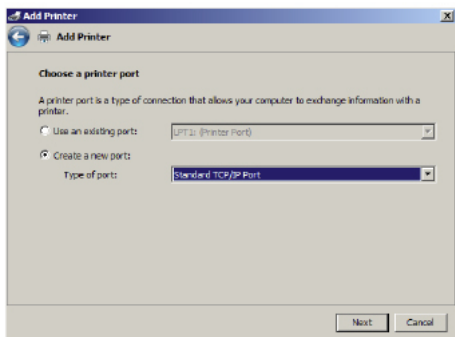 Add Printer
Add Printer
Choose a printer port
A printer port is a type of connection that allows your computer to exchange information with a
printer.
Use an existing port: LPT1: (Printer Port)
Create a new port:
Type of port: Standard TCP/IP Port
Next Cancel